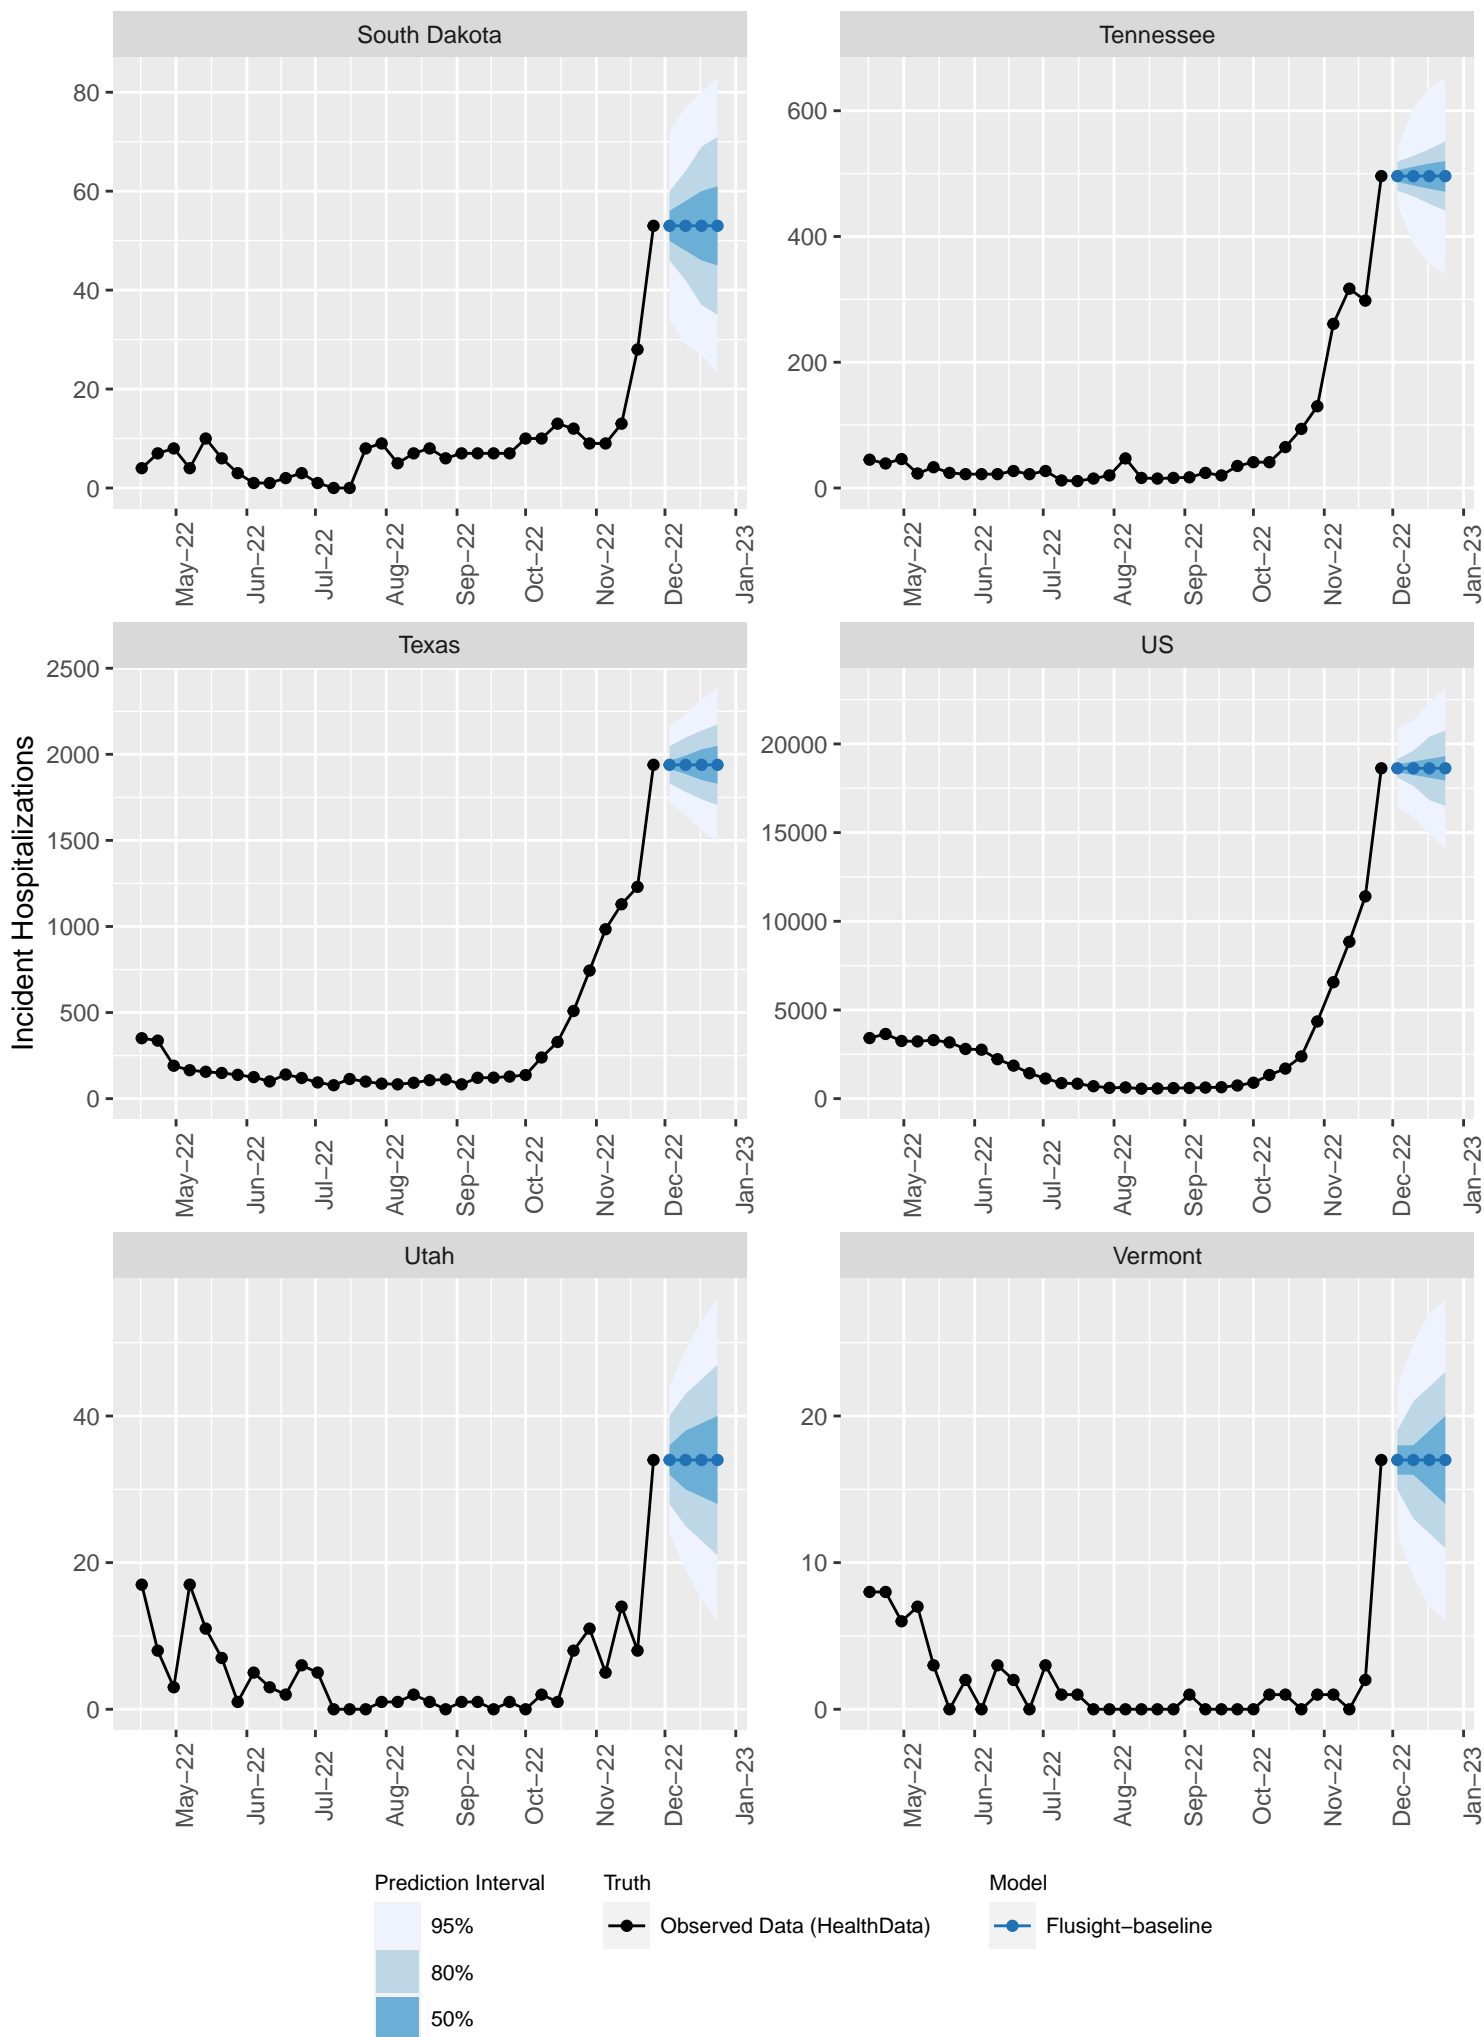 South Dakota
Tennessee
80
60
40
20
0
600
400
200
0
May−22
Jun−22
Jul−22
Aug−22
Sep−22
Oct−22
Nov−22
Dec−22
Jan−23
May−22
Jun−22
Jul−22
Aug−22
Sep−22
Oct−22
Nov−22
Dec−22
Jan−23
Incident Hospitalizations
Texas
US
2500
2000
1500
1000
500
0
20000
15000
10000
5000
0
May−22
Jun−22
Jul−22
Aug−22
Sep−22
Oct−22
Nov−22
Dec−22
Jan−23
May−22
Jun−22
Jul−22
Aug−22
Sep−22
Oct−22
Nov−22
Dec−22
Jan−23
Utah
Vermont
40
20
0
20
10
0
May−22
Jun−22
Jul−22
Aug−22
Sep−22
Oct−22
Nov−22
Dec−22
Jan−23
May−22
Jun−22
Jul−22
Aug−22
Sep−22
Oct−22
Nov−22
Dec−22
Jan−23
Prediction Interval
95%
80%
50%
Truth
Observed Data (HealthData)
Model
Flusight−baseline